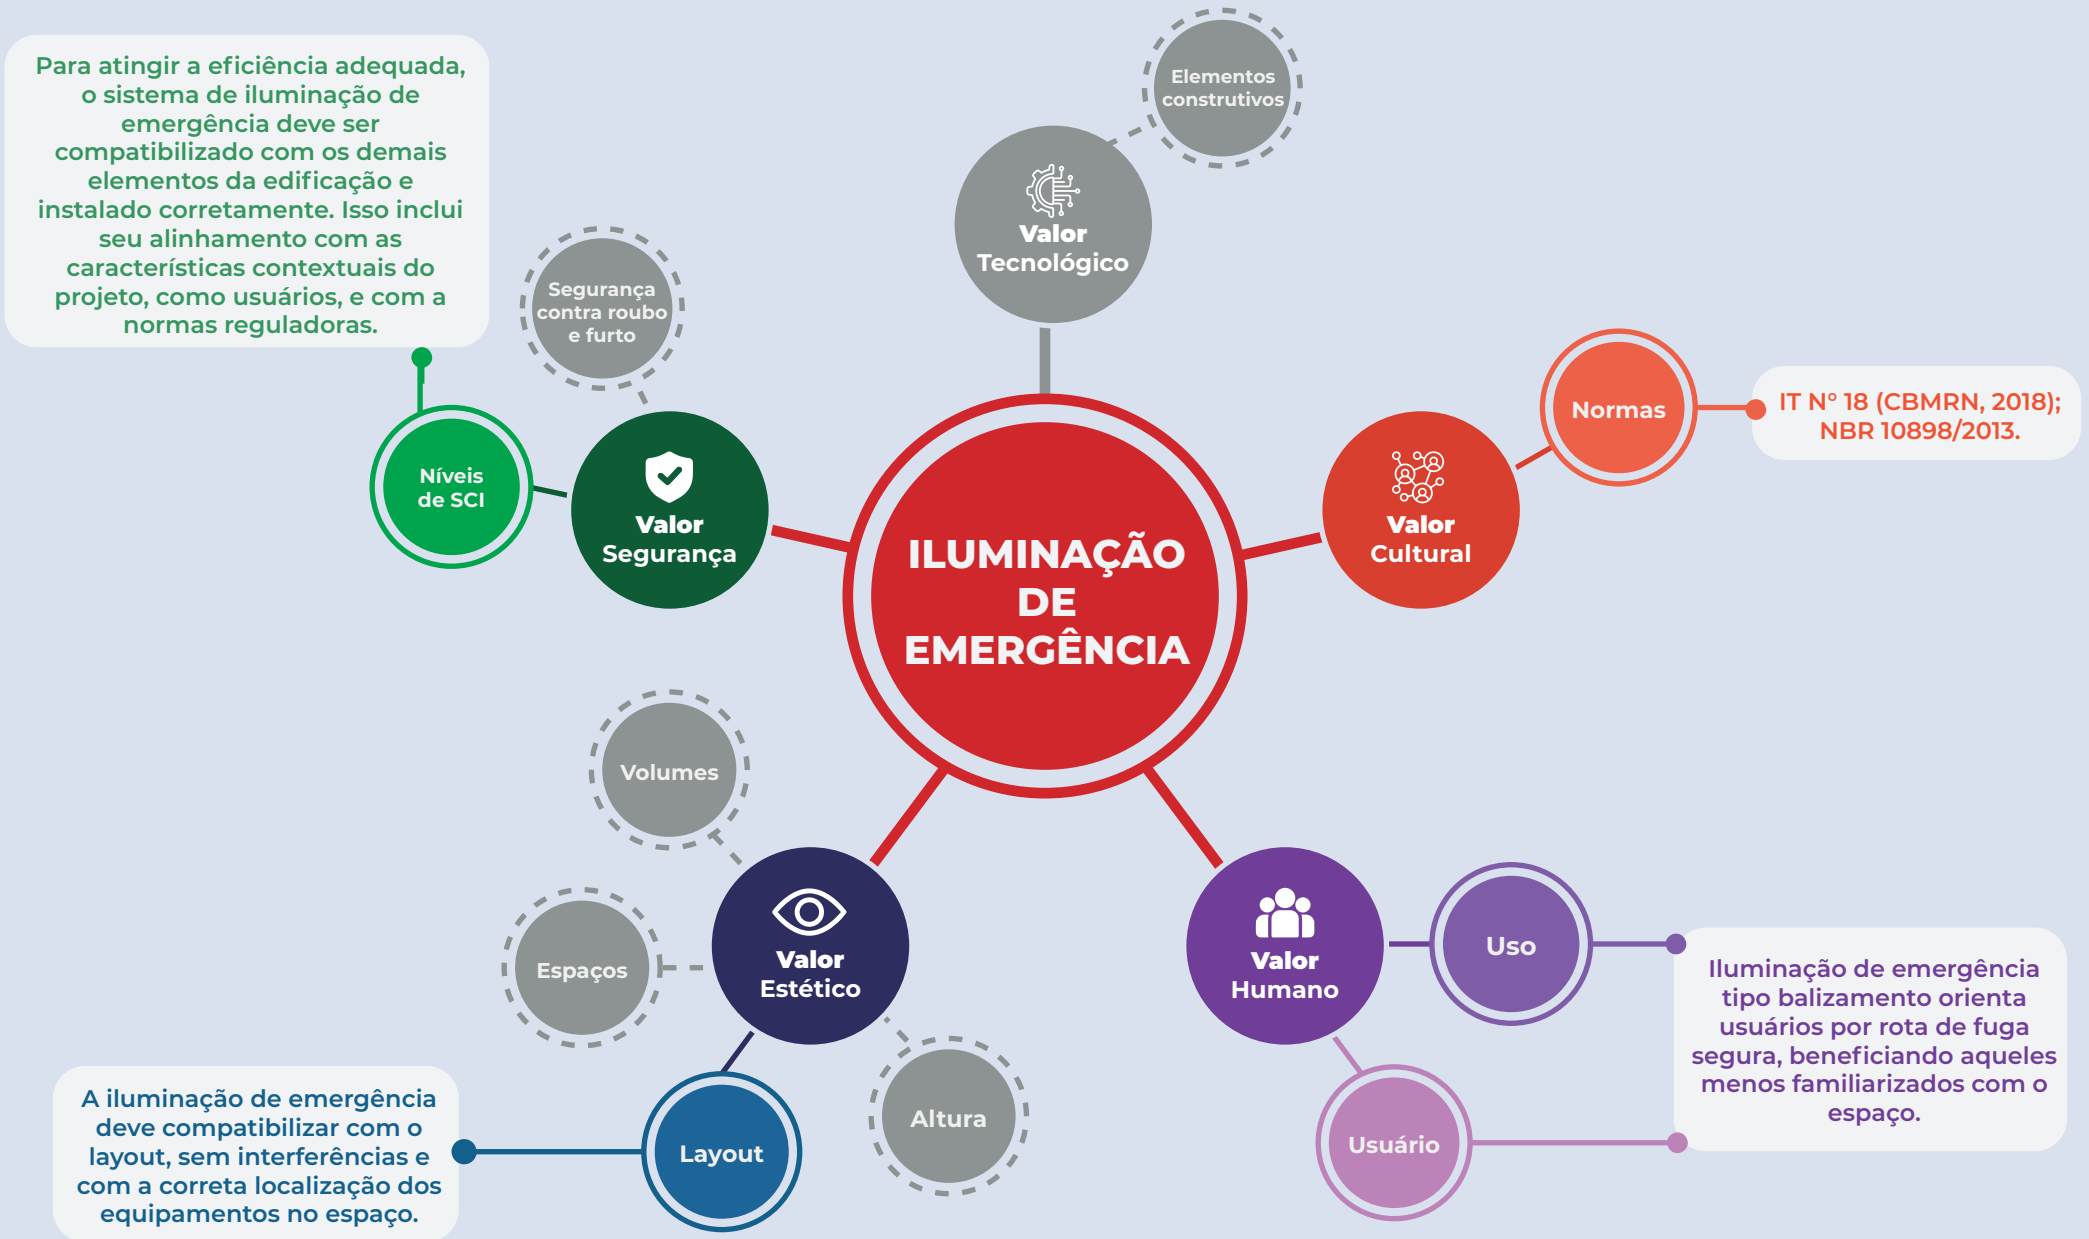 Para atingir a eficiência adequada,
o sistema de iluminação de
emergência deve ser
compatibilizado com os demais
elementos da edificação e
instalado corretamente. Isso inclui
seu alinhamento com as
características contextuais do
projeto, como usuários, e com a
normas reguladoras.
Elementos
construtivos
Valor
Tecnológico
Segurança
contra roubo
e furto
Níveis
de SCI
Valor
Segurança
ILUMINAÇÃO
DE
EMERGÊNCIA
Valor
Cultural
Normas
IT N° 18 (CBMRN, 2018);
NBR 10898/2013.
Volumes
Espaços
Valor
Estético
Altura
Layout
A iluminação de emergência
deve compatibilizar com o
layout, sem interferências e
com a correta localização dos
equipamentos no espaço.
Valor
Humano
Uso
Usuário
Iluminação de emergência
tipo balizamento orienta
usuários por rota de fuga
segura, beneficiando aqueles
menos familiarizados com o
espaço.